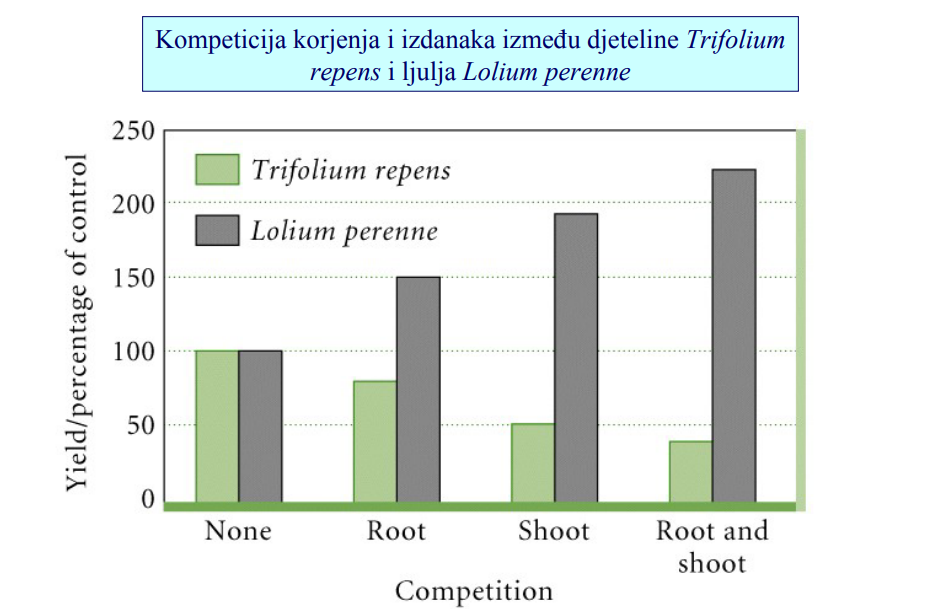 Kompeticija korjenja i izdanaka između djeteline Trifolium
repens i ljulja Lolium perenne
250
200
150
100
50
0
Yield/percentage of control
Trifolium repens
Lolium perenne
None
Root
Shoot
Root and
shoot
Competition